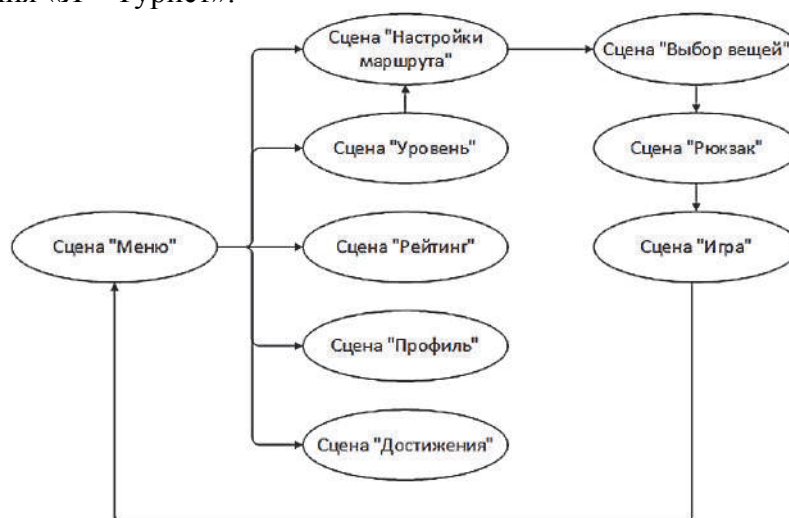 Сцена "Настройки
маршрута"
Сцена "Выбор вещей"
Сцена "Уровень"
Сцена "Рюкзак"
Сцена "Меню"
Сцена "Рейтинг"
Сцена "Игра"
Сцена "Профиль"
Сцена "Достижения"